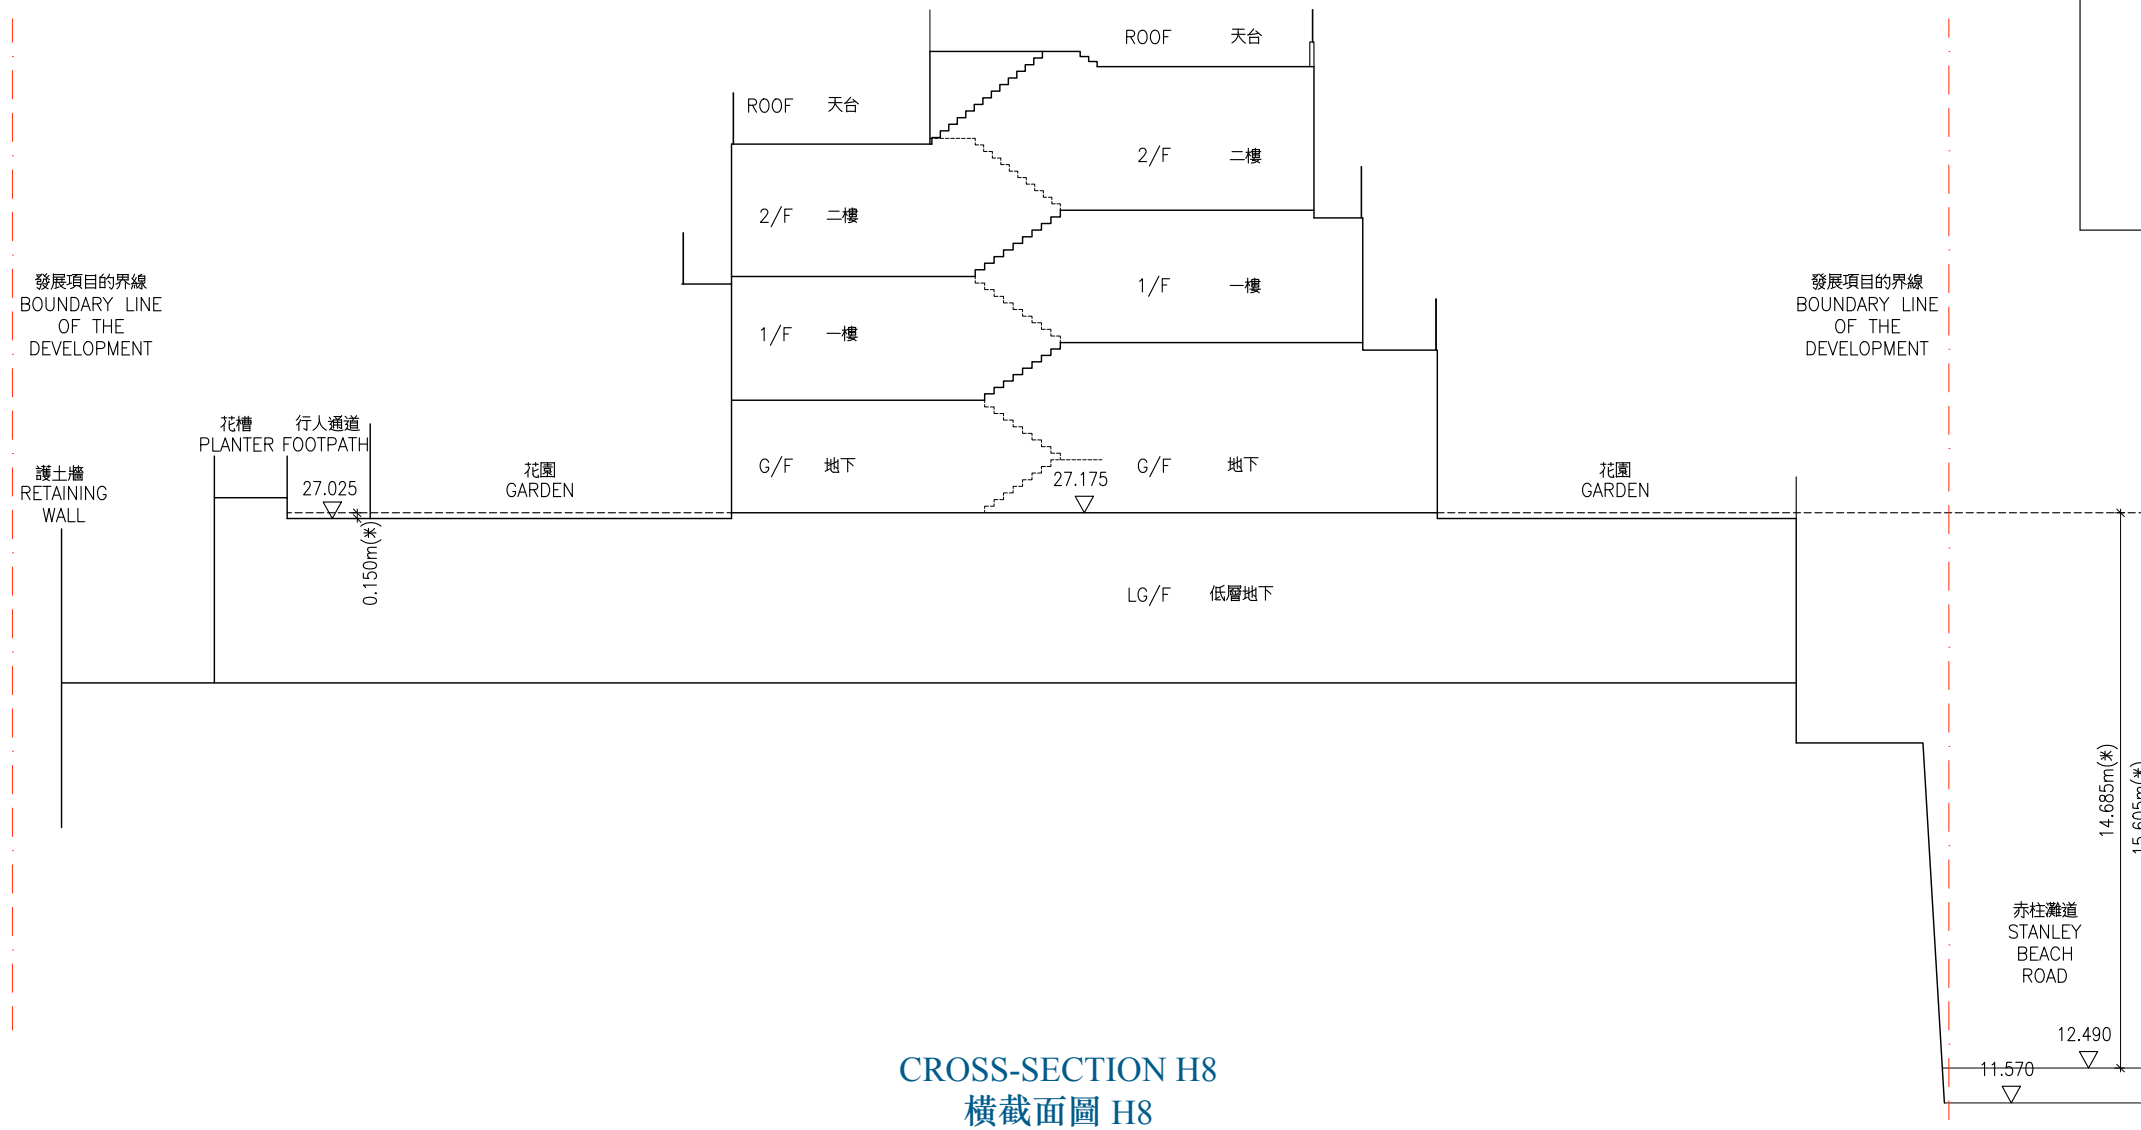 ROOF 天台
ROOF 天台
2/F 二樓
2/F 二樓
1/F 一樓
1/F 一樓
發展項目的界線
BOUNDARY LINE
OF THE
DEVELOPMENT
發展項目的界線
BOUNDARY LINE
OF THE
DEVELOPMENT
花槽
PLANTER
行人通道
FOOTPATH
護土牆
RETAINING
WALL
27.025
花園
GARDEN
G/F 地下
27.175
G/F 地下
花園
GARDEN
0.150m(米)
LG/F 低層地下
14.685m(米)
15.605m(米)
赤柱灘道
STANLEY
BEACH
ROAD
12.490
11.570
CROSS-SECTION H8
橫截面圖 H8